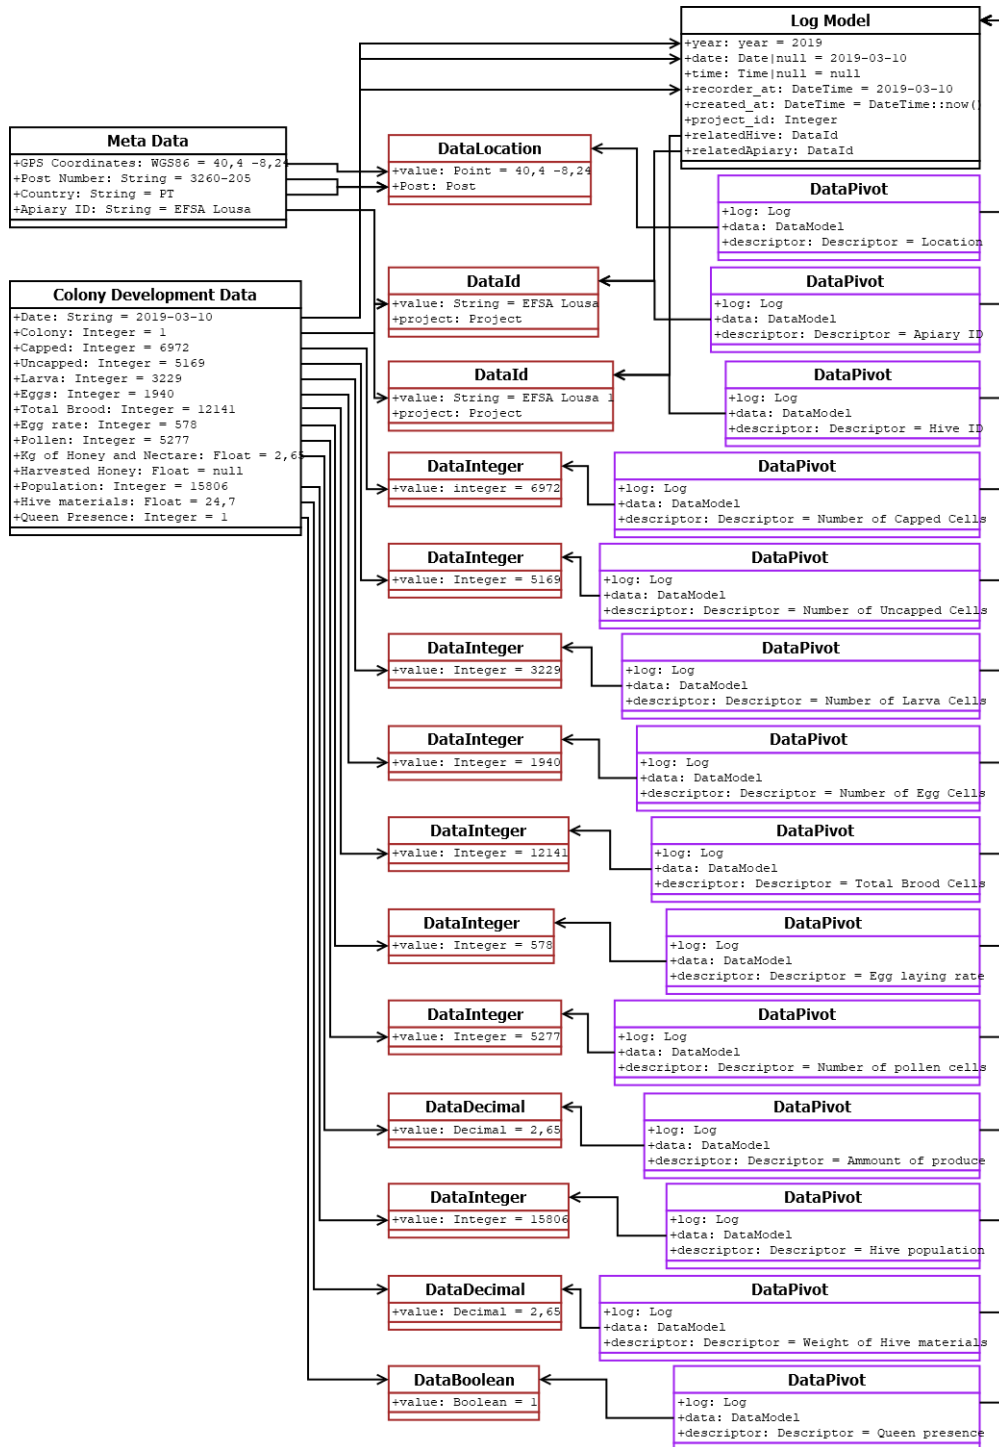 Log Model
+year: year = 2019
+date: Date|null = 2019-03-10
+time: Time|null = null
+recorder_at: DateTime = 2019-03-10
+created_at: DateTime = DateTime::now()
+project_id: Integer
+relatedHive: DataId
+relatedApiary: DataId
Meta Data
+GPS Coordinates: WGS86 = 40,4 -8,24
+Post Number: String = 3260-205
+Country: String = PT
+Apiary ID: String = EFSA Lousa
DataLocation
+value: Point = 40,4 -8,24
+Post: Post
DataPivot
+log: Log
+data: DataModel
+descriptor: Descriptor = Location
Colony Development Data
+Date: String = 2019-03-10
+Colony: Integer = 1
+Capped: Integer = 6972
+Uncapped: Integer = 5169
+Larva: Integer = 3229
+Eggs: Integer = 1940
+Total Brood: Integer = 12141
+Egg rate: Integer = 578
+Pollen: Integer = 5277
+Kg of Honey and Nectare: Float = 2,65
+Harvested Honey: Float = null
+Population: Integer = 15806
+Hive materials: Float = 24,7
+Queen Presence: Integer = 1
DataId
+value: String = EFSA Lousa
+project: Project
DataPivot
+log: Log
+data: DataModel
+descriptor: Descriptor = Apiary ID
DataId
+value: String = EFSA Lousa 1
+project: Project
DataPivot
+log: Log
+data: DataModel
+descriptor: Descriptor = Hive ID
DataInteger
+value: integer = 6972
DataPivot
+log: Log
+data: DataModel
+descriptor: Descriptor = Number of Capped Cells
DataInteger
+value: Integer = 5169
DataPivot
+log: Log
+data: DataModel
+descriptor: Descriptor = Number of Uncapped Cells
DataInteger
+value: Integer = 3229
DataPivot
+log: Log
+data: DataModel
+descriptor: Descriptor = Number of Larva Cells
DataInteger
+value: Integer = 1940
DataPivot
+log: Log
+data: DataModel
+descriptor: Descriptor = Number of Egg Cells
DataInteger
+value: Integer = 12141
DataPivot
+log: Log
+data: DataModel
+descriptor: Descriptor = Total Brood Cells
DataInteger
+value: Integer = 578
DataPivot
+log: Log
+data: DataModel
+descriptor: Descriptor = Egg laying rate
DataInteger
+value: Integer = 5277
DataPivot
+log: Log
+data: DataModel
+descriptor: Descriptor = Number of pollen cells
DataDecimal
+value: Decimal = 2,65
DataPivot
+log: Log
+data: DataModel
+descriptor: Descriptor = Ammount of produce
DataInteger
+value: Integer = 15806
DataPivot
+log: Log
+data: DataModel
+descriptor: Descriptor = Hive population
DataDecimal
+value: Decimal = 2,65
DataPivot
+log: Log
+data: DataModel
+descriptor: Descriptor = Weight of Hive materials
DataBoolean
+value: Boolean = 1
DataPivot
+log: Log
+data: DataModel
+descriptor: Descriptor = Queen presence